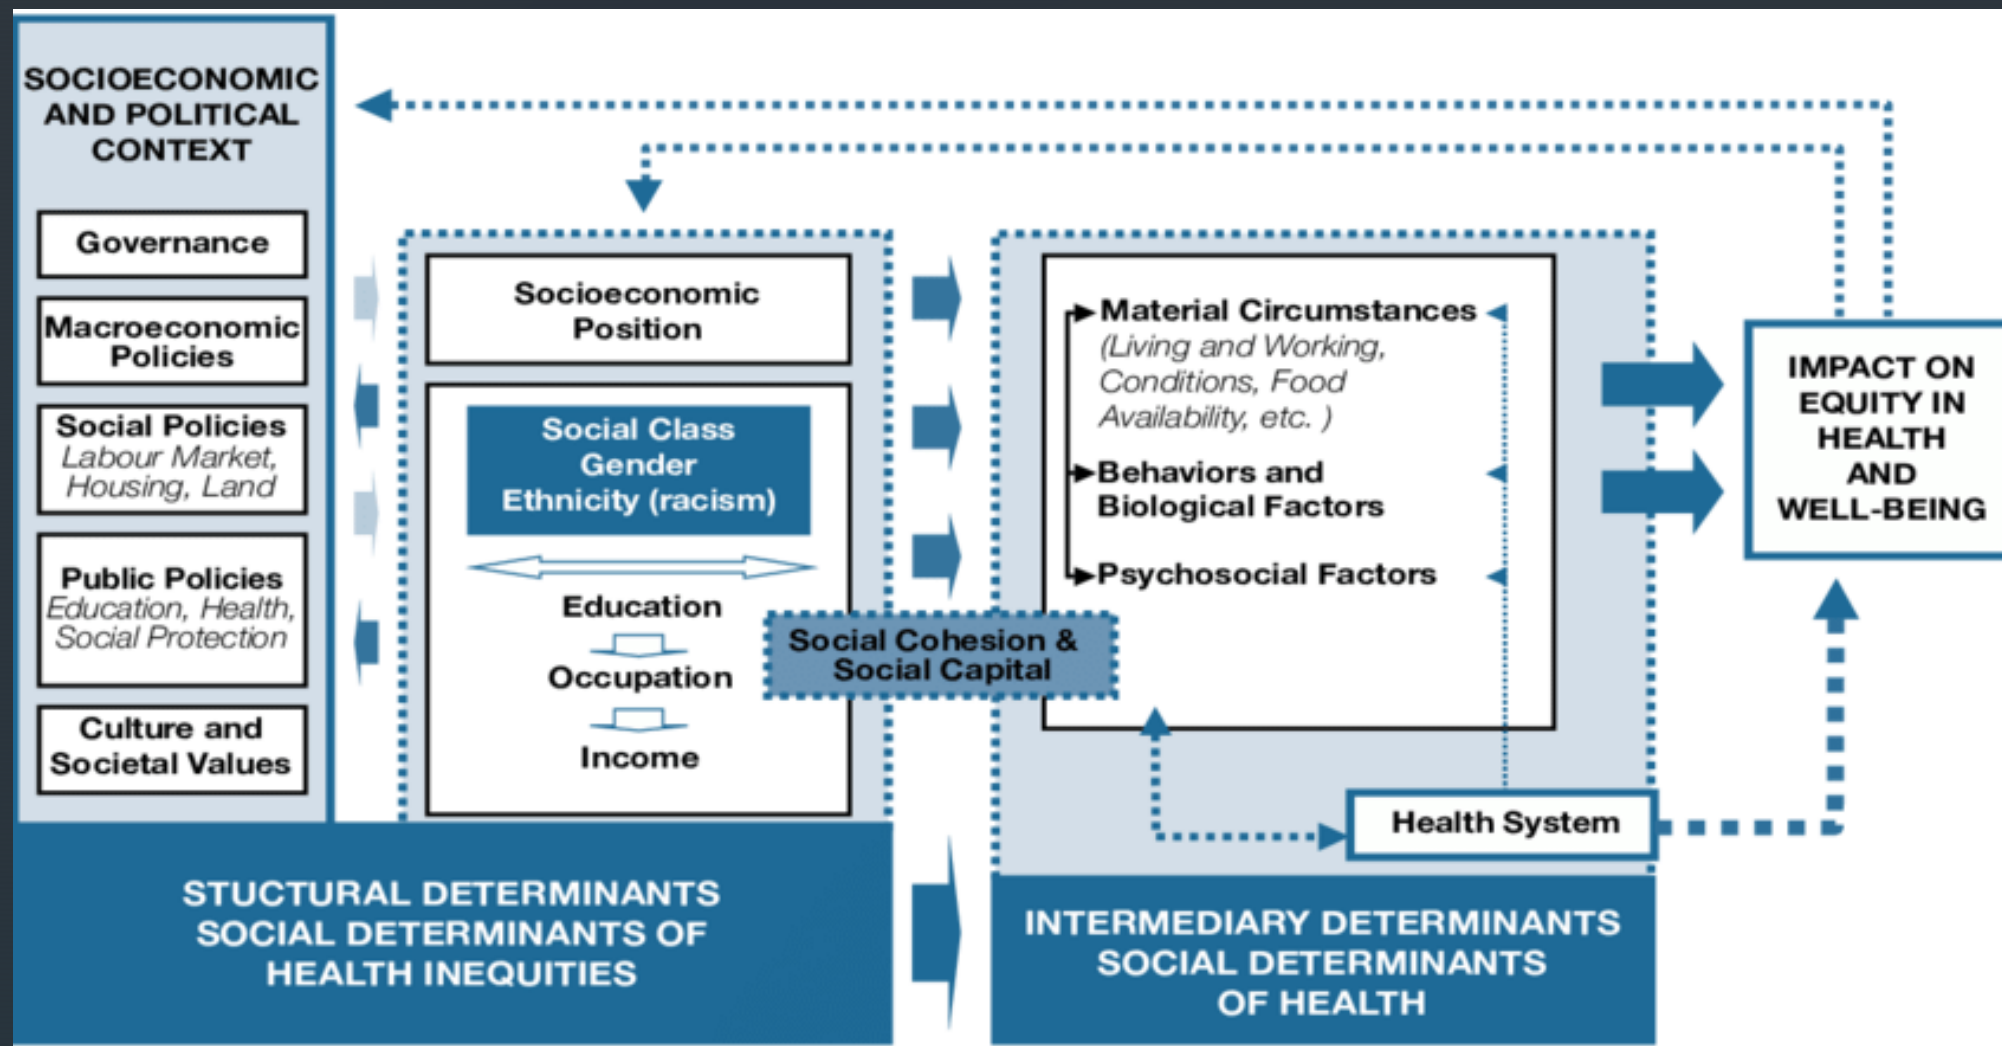 SOCIOECONOMIC
AND POLITICAL
CONTEXT
Governance
Macroeconomic
Policies
Social Policies
Labour Market,
Housing, Land
Public Policies
Education, Health,
Social Protection
Culture and
Societal Values
Socioeconomic
Position
Social Class
Gender
Ethnicity (racism)
Education
Occupation
Income
Social Cohesion &
Social Capital
Material Circumstances
(Living and Working,
Conditions, Food
Availability, etc. )
Behaviors and
Biological Factors
Psychosocial Factors
Health System
IMPACT ON
EQUITY IN
HEALTH
AND
WELL-BEING
STUCTURAL DETERMINANTS
SOCIAL DETERMINANTS OF
HEALTH INEQUITIES
INTERMEDIARY DETERMINANTS
SOCIAL DETERMINANTS
OF HEALTH